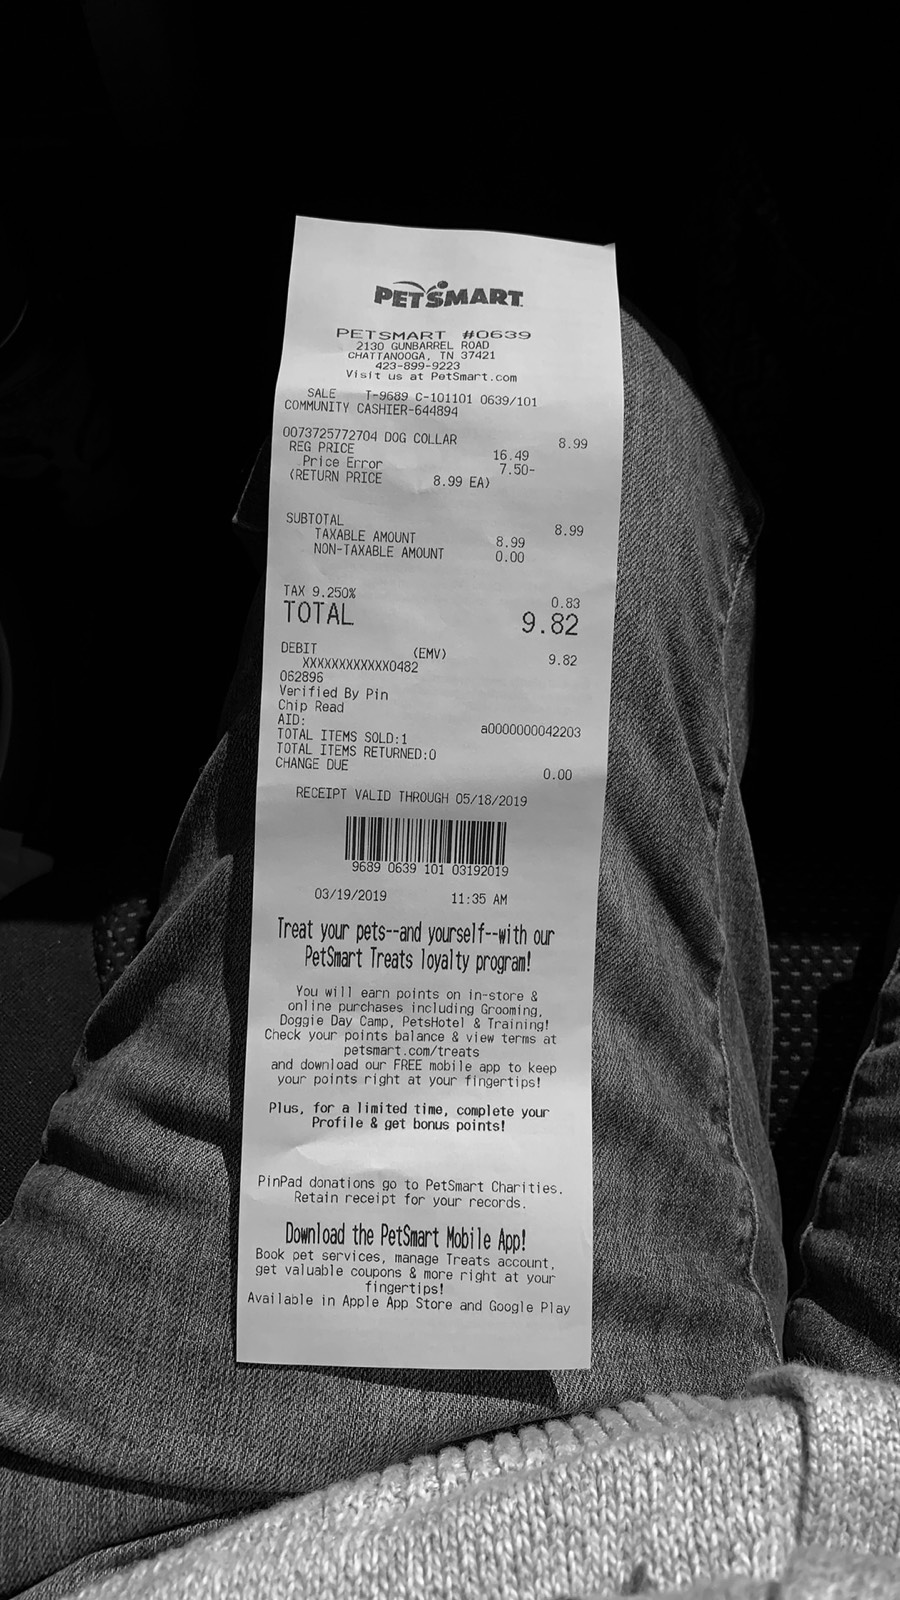 PETSMART
PETSMART #0639
2130 GUNBARREL ROAD
CHATTANOOGA, TN 37421
423-899-9223
Visit us at PetSmart.com
SALE T-9689 C-101101 0639/101
COMMUNITY CASHIER-644894
0073725772704 DOG COLLAR 8.99
REG PRICE 16.49
Price Error 7.50-
(RETURN PRICE 8.99 EA)
SUBTOTAL 8.99
TAXABLE AMOUNT 8.99
NON-TAXABLE AMOUNT 0.00
TAX 9.250% 0.83
TOTAL 9.82
DEBIT (EMV) 9.82
XXXXXXXXXXXX0482
062896
Verified By Pin
Chip Read
AID: a0000000042203
TOTAL ITEMS SOLD:1
TOTAL ITEMS RETURNED:0
CHANGE DUE 0.00
RECEIPT VALID THROUGH 05/18/2019
9689 0639 101 03192019
03/19/2019 11:35 AM
Treat your pets--and yourself--with our
PetSmart Treats loyalty program!
You will earn points on in-store &
online purchases including Grooming,
Doggie Day Camp, PetsHotel & Training!
Check your points balance & view terms at
petsmart.com/treats
and download our FREE mobile app to keep
your points right at your fingertips!
Plus, for a limited time, complete your
Profile & get bonus points!
PinPad donations go to PetSmart Charities.
Retain receipt for your records.
Download the PetSmart Mobile App!
Book pet services, manage Treats account,
get valuable coupons & more right at your
fingertips!
Available in Apple App Store and Google Play